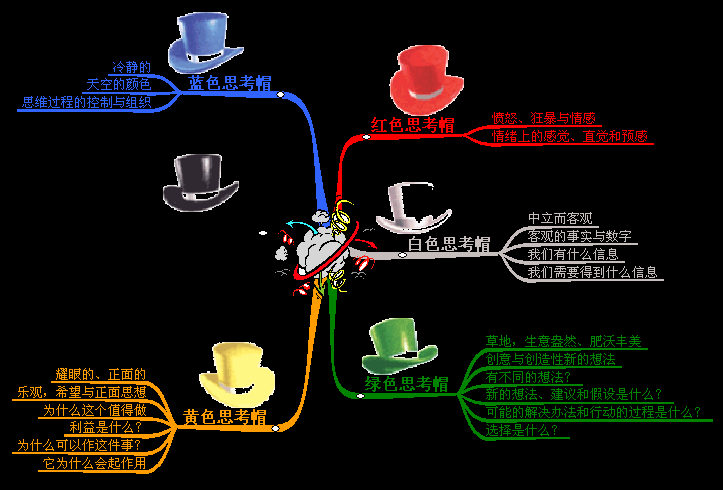 蓝色思考帽
冷静的
天空的颜色
思维过程的控制与组织
红色思考帽
愤怒、狂暴与情感
情绪上的感觉、直觉和预感
白色思考帽
中立而客观
客观的事实与数字
我们有什么信息
我们需要得到什么信息
绿色思考帽
草地，生意盎然、肥沃丰美
创意与创造性新的想法
有不同的想法?
新的想法、建议和假设是什么?
可能的解决办法和行动的过程是什么?
选择是什么?
黄色思考帽
耀眼的、正面的
乐观，希望与正面思想
为什么这个值得做
利益是什么?
为什么可以作这件事?
它为什么会起作用